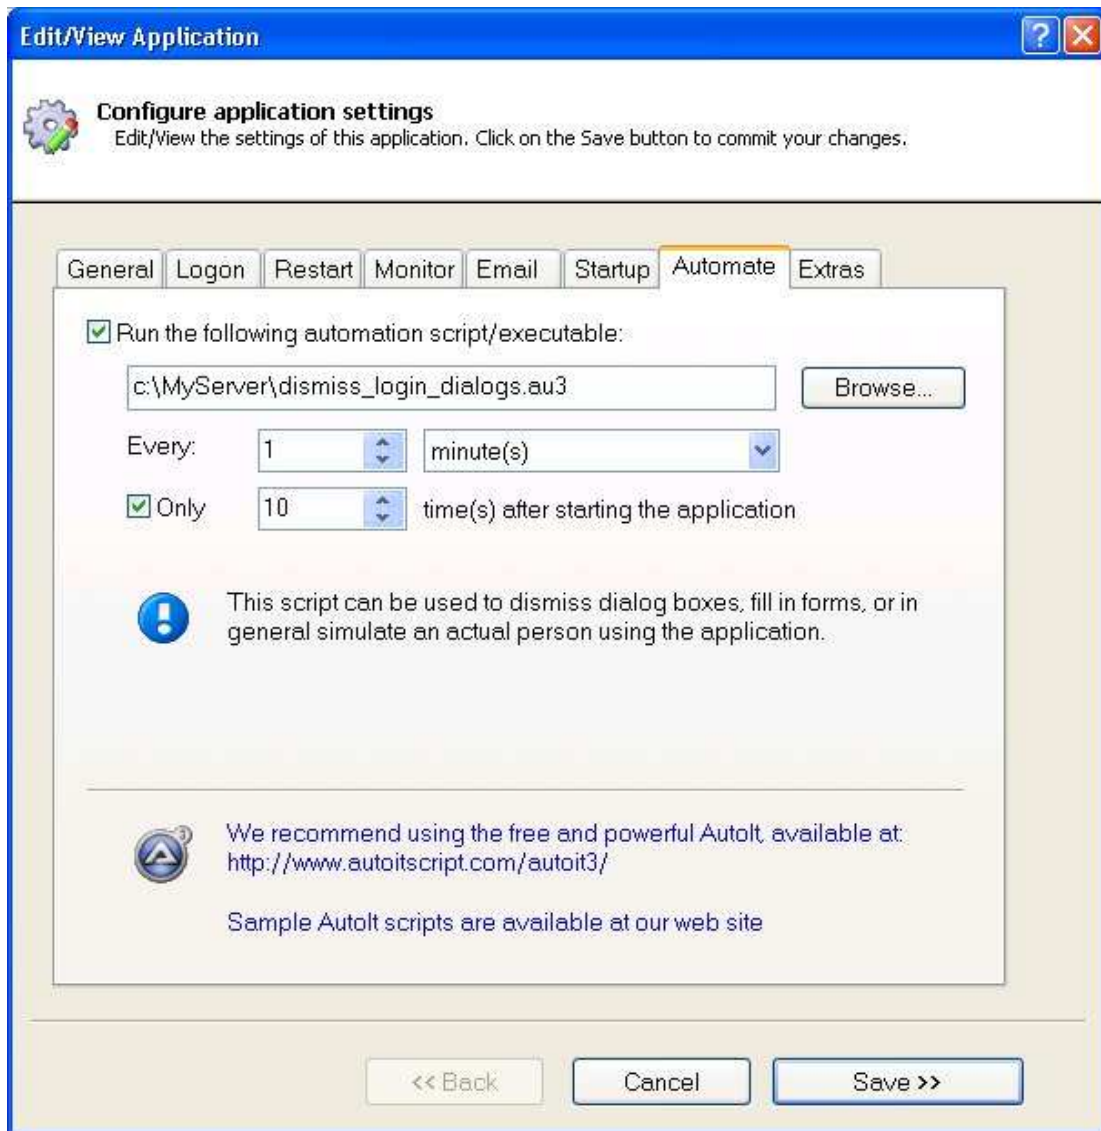 Edit/View Application
Configure application settings
Edit/View the settings of this application. Click on the Save button to commit your changes.
General Logon Restart Monitor Email Startup Automate Extras
Run the following automation script/executable:
c:\MyServer\dismiss_login_dialogs.au3 Browse...
Every: 1 minute(s)
Only 10 time(s) after starting the application
This script can be used to dismiss dialog boxes, fill in forms, or in
general simulate an actual person using the application.
We recommend using the free and powerful AutoIt, available at:
http://www.autoitscript.com/autoit3/
Sample AutoIt scripts are available at our web site
<< Back Cancel Save >>